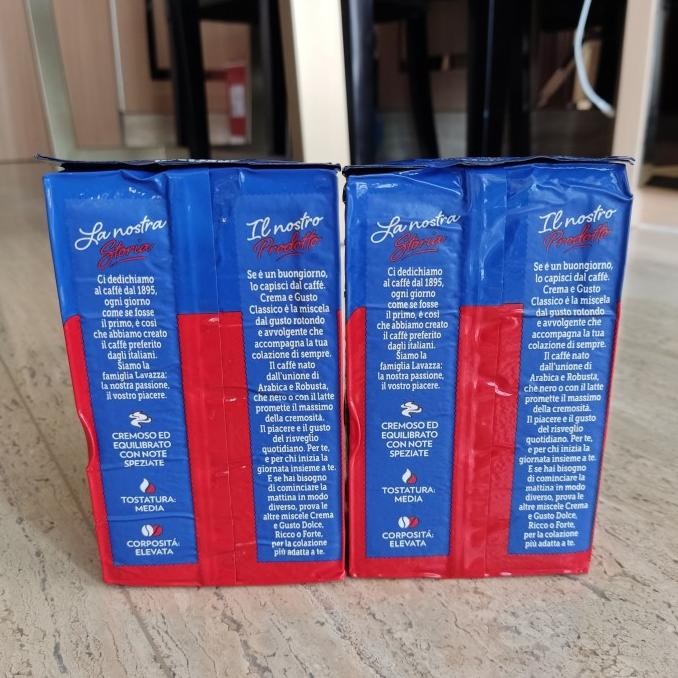 La nostra
Storia
Ci dedichiamo
al caffè dal 1895,
ogni giorno
come se fosse
il primo, è così
che abbiamo creato
il caffè preferito
dagli italiani.
Siamo la
famiglia Lavazza:
la nostra passione,
il vostro piacere.
CREMOSO ED
EQUILIBRATO
CON NOTE
SPEZIATE
TOSTATURA:
MEDIA
CORPOSITÁ:
ELEVATA
Il nostro
Prodotto
Se è un buongiorno,
lo capisci dal caffè.
Crema e Gusto
Classico è la miscela
dal gusto rotondo
e avvolgente che
accompagna la tua
colazione di sempre.
Il caffè nato
dall'unione di
Arabica e Robusta,
che nero o con il latte
promette il massimo
della cremosità.
Il piacere e il gusto
del risveglio
quotidiano. Per te,
e per chi inizia la
giornata insieme a te.
E se hai bisogno
di cominciare la
mattina in modo
diverso, prova le
altre miscele Crema
e Gusto Dolce,
Ricco o Forte,
per la colazione
più adatta a te.
La nostra
Storia
Ci dedichiamo
al caffè dal 1895,
ogni giorno
come se fosse
il primo, è così
che abbiamo creato
il caffè preferito
dagli italiani.
Siamo la
famiglia Lavazza:
la nostra passione,
il vostro piacere.
CREMOSO ED
EQUILIBRATO
CON NOTE
SPEZIATE
TOSTATURA:
MEDIA
CORPOSITÁ:
ELEVATA
Il nostro
Prodotto
Se è un buongiorno,
lo capisci dal caffè.
Crema e Gusto
Classico è la miscela
dal gusto rotondo
e avvolgente che
accompagna la tua
colazione di sempre.
Il caffè nato
dall'unione di
Arabica e Robusta,
che nero o con il latte
promette il massimo
della cremosità.
Il piacere e il gusto
del risveglio
quotidiano. Per te,
e per chi inizia la
giornata insieme a te.
E se hai bisogno
di cominciare la
mattina in modo
diverso, prova le
altre miscele Crema
e Gusto Dolce,
Ricco o Forte,
per la colazione
più adatta a te.